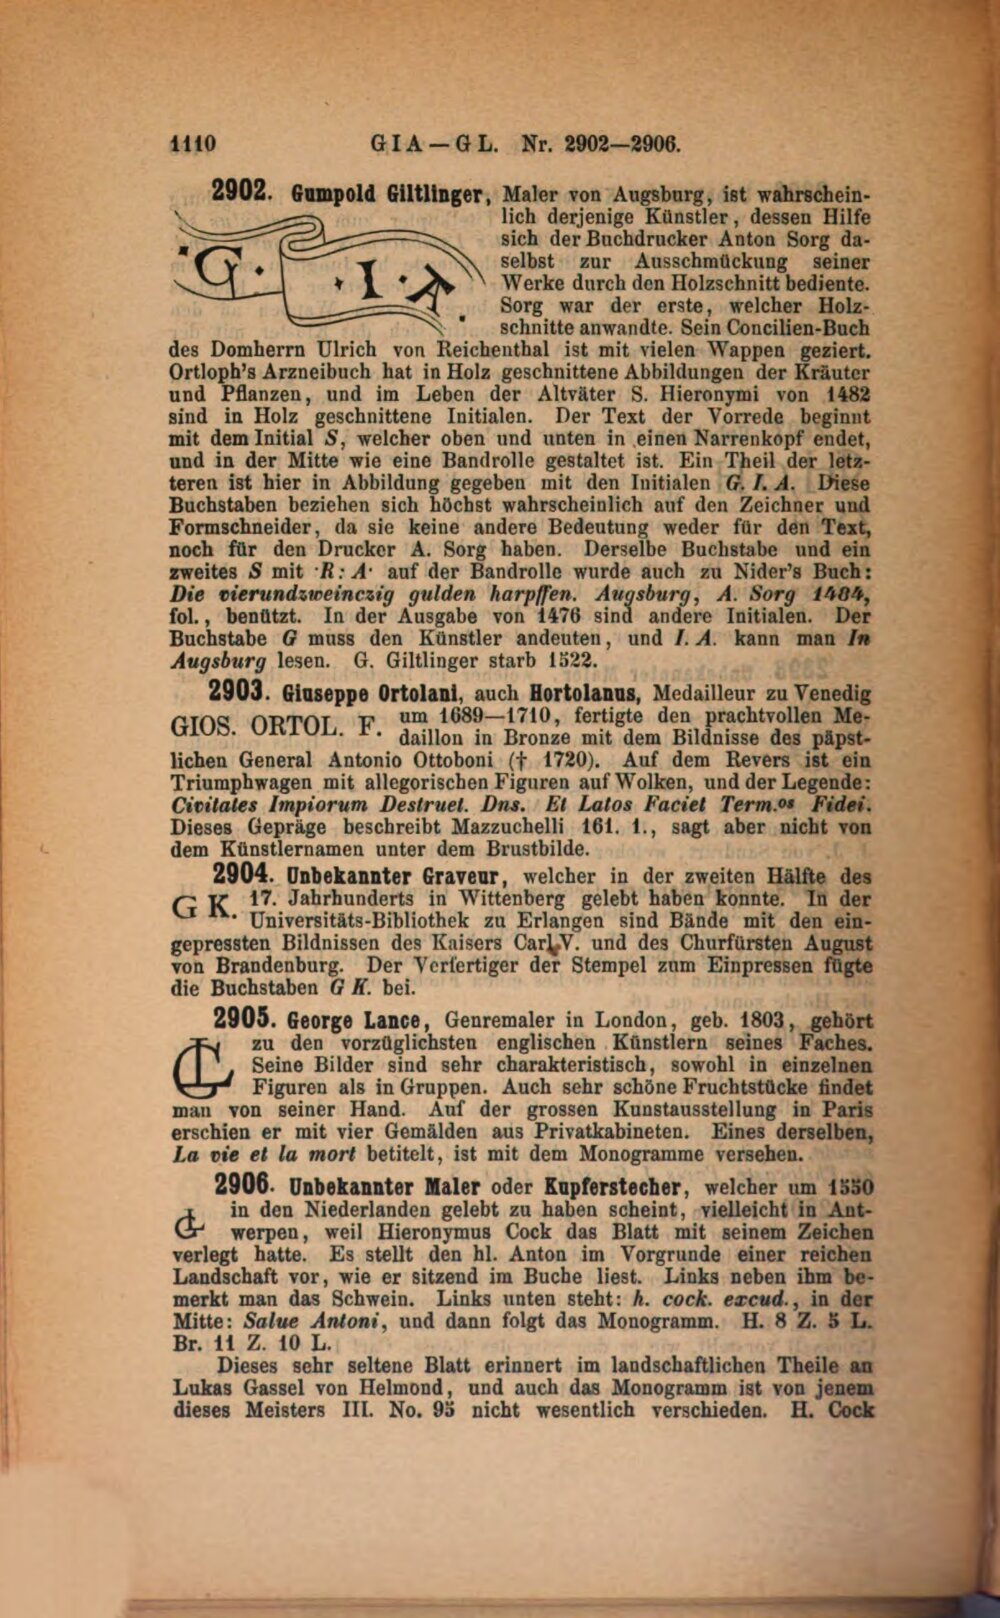 1110 GIA—GL. Nr. 2902—2906.
2902. Gumpold Giltlinger, Maler von Augsburg, ist wahrschein-
lich derjenige Künstler, dessen Hilfe
sich der Buchdrucker Anton Sorg da-
selbst zur Ausschmückung seiner
Werke durch den Holzschnitt bediente.
Sorg war der erste, welcher Holz-
schnitte anwandte. Sein Concilien-Buch
G. I. A.
des Domherrn Ulrich von Reichenthal ist mit vielen Wappen geziert.
Ortloph's Arzneibuch hat in Holz geschnittene Abbildungen der Kräuter
und Pflanzen, und im Leben der Altväter S. Hieronymi von 1482
sind in Holz geschnittene Initialen. Der Text der Vorrede beginnt
mit dem Initial S, welcher oben und unten in einen Narrenkopf endet,
und in der Mitte wie eine Bandrolle gestaltet ist. Ein Theil der letz-
teren ist hier in Abbildung gegeben mit den Initialen G. I. A. Diese
Buchstaben beziehen sich höchst wahrscheinlich auf den Zeichner und
Formschneider, da sie keine andere Bedeutung weder für den Text,
noch für den Drucker A. Sorg haben. Derselbe Buchstabe und ein
zweites S mit ·R: A· auf der Bandrolle wurde auch zu Nider's Buch:
Die vierundzweinczig gulden harpffen. Augsburg, A. Sorg 1484,
fol., benützt. In der Ausgabe von 1476 sind andere Initialen. Der
Buchstabe G muss den Künstler andeuten, und I. A. kann man In
Augsburg lesen. G. Giltlinger starb 1522.
2903. Giuseppe Ortolani, auch Hortolanus, Medailleur zu Venedig
GIOS. ORTOL. F. um 1689—1710, fertigte den prachtvollen Me-
daillon in Bronze mit dem Bildnisse des päpst-
lichen General Antonio Ottoboni († 1720). Auf dem Revers ist ein
Triumphwagen mit allegorischen Figuren auf Wolken, und der Legende:
Civitates Impiorum Destruet. Dns. Et Latos Faciet Term.os Fidei.
Dieses Gepräge beschreibt Mazzuchelli 161. 1., sagt aber nicht von
dem Künstlernamen unter dem Brustbilde.
2904. Unbekannter Graveur, welcher in der zweiten Hälfte des
G K. 17. Jahrhunderts in Wittenberg gelebt haben konnte. In der
Universitäts-Bibliothek zu Erlangen sind Bände mit den ein-
gepressten Bildnissen des Kaisers Carl V. und des Churfürsten August
von Brandenburg. Der Verfertiger der Stempel zum Einpressen fügte
die Buchstaben G K. bei.
2905. George Lance, Genremaler in London, geb. 1803, gehört
GL, zu den vorzüglichsten englischen Künstlern seines Faches.
Seine Bilder sind sehr charakteristisch, sowohl in einzelnen
Figuren als in Gruppen. Auch sehr schöne Fruchtstücke findet
man von seiner Hand. Auf der grossen Kunstausstellung in Paris
erschien er mit vier Gemälden aus Privatkabineten. Eines derselben,
La vie et la mort betitelt, ist mit dem Monogramme versehen.
2906. Unbekannter Maler oder Kupferstecher, welcher um 1550
in den Niederlanden gelebt zu haben scheint, vielleicht in Ant-
werpen, weil Hieronymus Cock das Blatt mit seinem Zeichen
verlegt hatte. Es stellt den hl. Anton im Vorgrunde einer reichen
Landschaft vor, wie er sitzend im Buche liest. Links neben ihm be-
merkt man das Schwein. Links unten steht: h. cock. excud., in der
Mitte: Salue Antoni, und dann folgt das Monogramm. H. 8 Z. 5 L.
Br. 11 Z. 10 L.
Dieses sehr seltene Blatt erinnert im landschaftlichen Theile an
Lukas Gassel von Helmond, und auch das Monogramm ist von jenem
dieses Meisters III. No. 95 nicht wesentlich verschieden. H. Cock